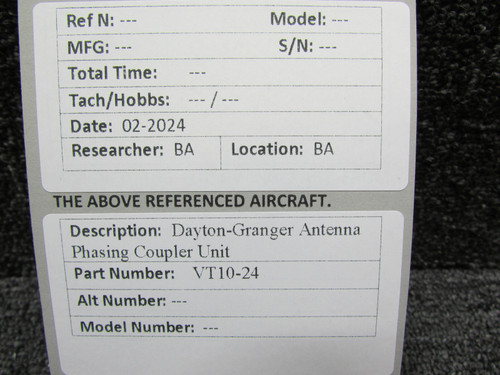 Ref N: --- Model: ---
MFG: --- S/N: ---
Total Time: ---
Tach/Hobbs: --- / ---
Date: 02-2024
Researcher: BA Location: BA
THE ABOVE REFERENCED AIRCRAFT.
Description: Dayton-Granger Antenna
Phasing Coupler Unit
Part Number: VT10-24
Alt Number: ---
Model Number: ---